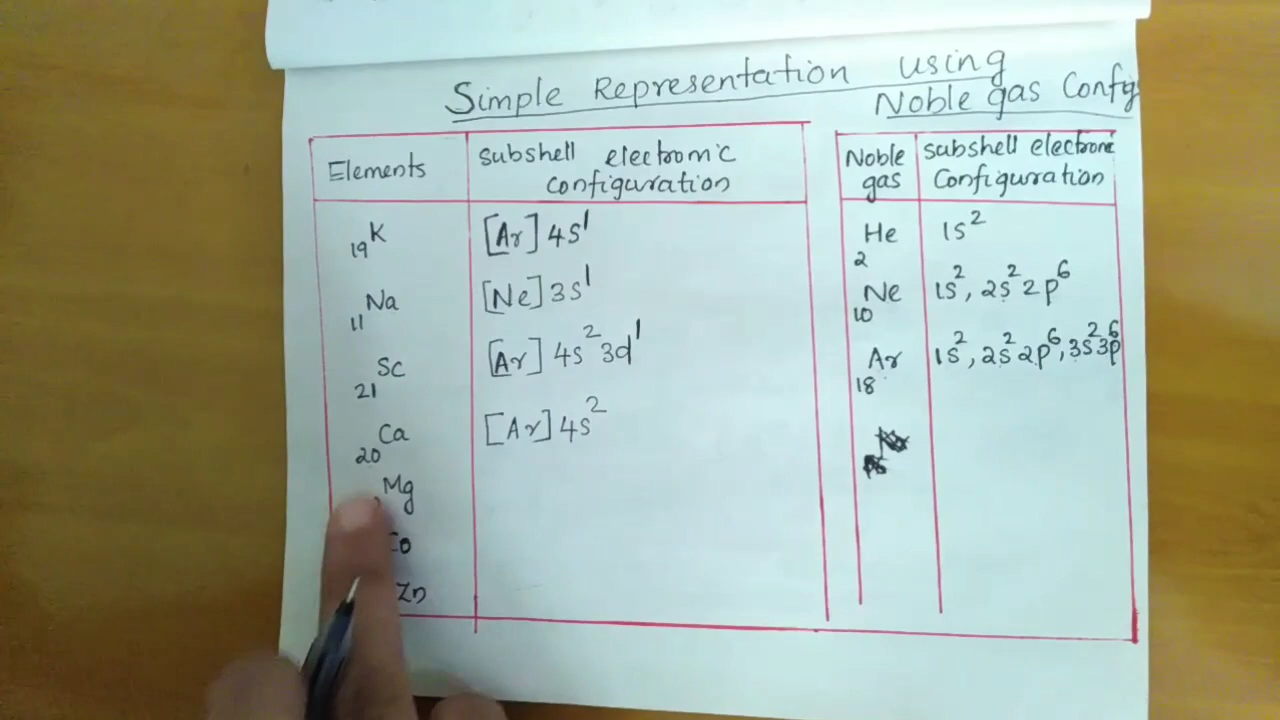 Simple Representation using
Noble gas Config
Elements
subshell electronic
configuration
19K
[Ar] 4s¹
11Na
[Ne] 3s¹
21Sc
[Ar] 4s² 3d¹
20Ca
[Ar] 4s²
Mg
Co
Zn
Noble
gas
subshell electronic
Configuration
He
2
1s²
Ne
10
1s², 2s² 2p⁶
Ar
18
1s², 2s² 2p⁶, 3s² 3p⁶